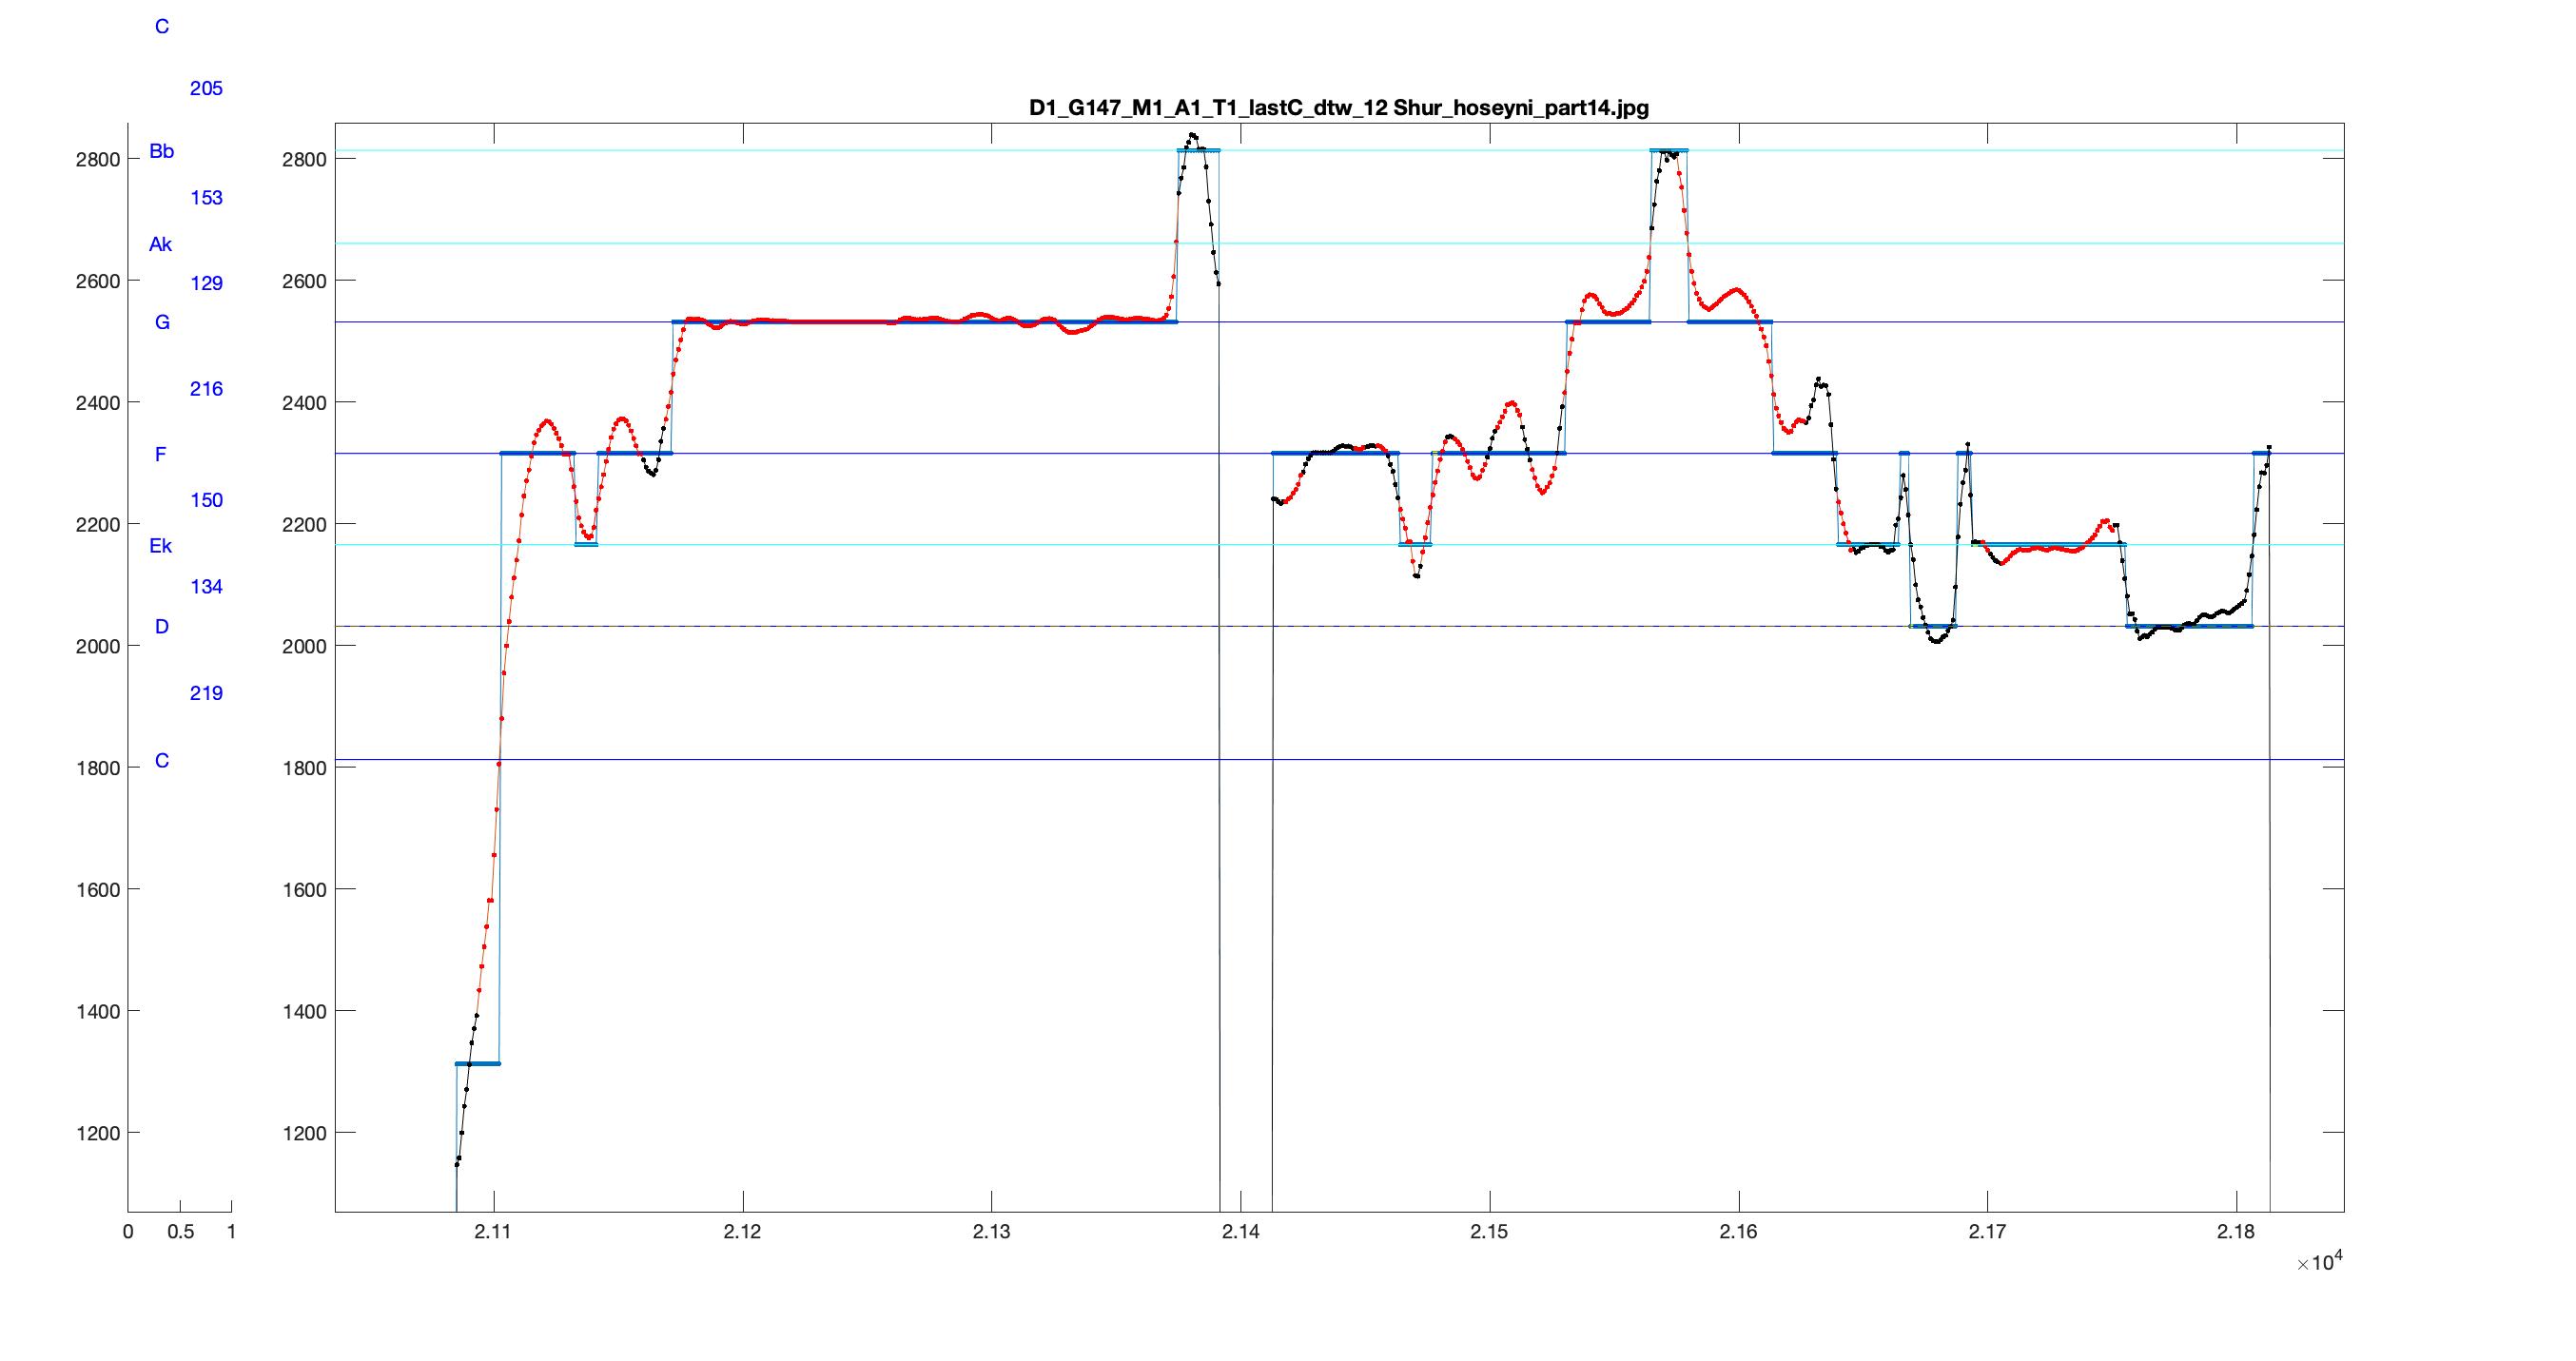 C
205
D1_G147_M1_A1_T1_lastC_dtw_12 Shur_hoseyni_part14.jpg
2800 Bb 2800
153
Ak
2600 129 2600
G
216
2400 2400
F
150
2200 2200
Ek
134
D
2000 2000
219
C
1800 1800
1600 1600
1400 1400
1200 1200
0 0.5 1 2.11 2.12 2.13 2.14 2.15 2.16 2.17 2.18
×10⁴